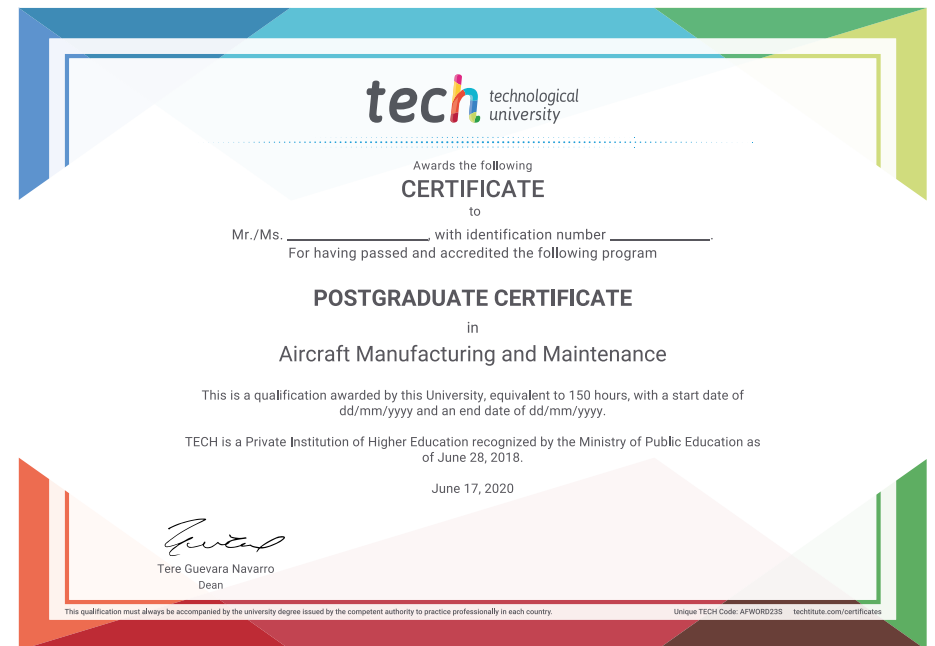 tech technological
university
Awards the following
CERTIFICATE
to
Mr./Ms. ____________, with identification number ____________.
For having passed and accredited the following program
POSTGRADUATE CERTIFICATE
in
Aircraft Manufacturing and Maintenance
This is a qualification awarded by this University, equivalent to 150 hours, with a start date of
dd/mm/yyyy and an end date of dd/mm/yyyy.
TECH is a Private Institution of Higher Education recognized by the Ministry of Public Education as
of June 28, 2018.
June 17, 2020
Tere Guevara Navarro
Dean
This qualification must always be accompanied by the university degree issued by the competent authority to practice professionally in each country.
Unique TECH Code: AFWORD23S techtitute.com/certificates